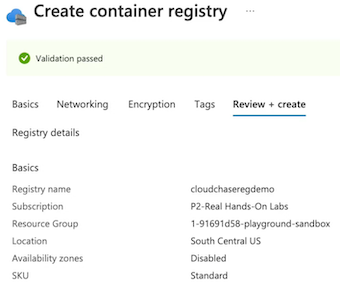 Create container registry ...
Validation passed
Basics Networking Encryption Tags Review + create
Registry details
Basics
Registry name cloudchaseregdemo
Subscription P2-Real Hands-On Labs
Resource Group 1-91691d58-playground-sandbox
Location South Central US
Availability zones Disabled
SKU Standard